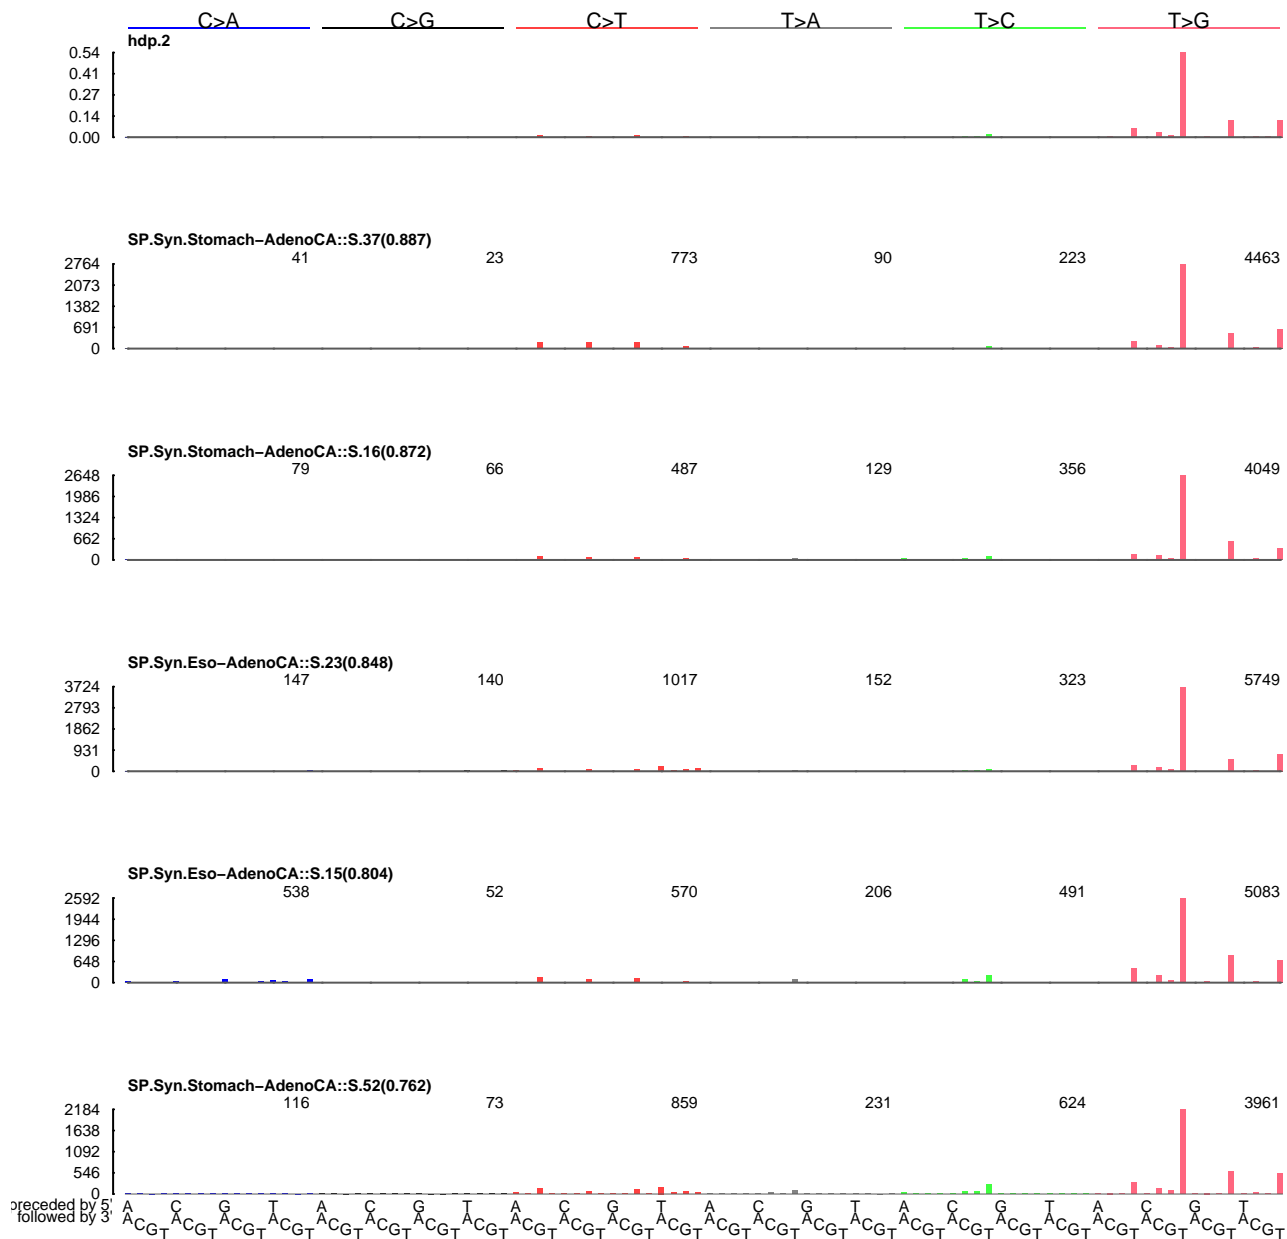 C>A C>G C>T T>A T>C T>G
hdp.2
0.54
0.41
0.27
0.14
0.00
SP.Syn.Stomach−AdenoCA::S.37(0.887)
41 23 773 90 223 4463
2764
2073
1382
691
0
SP.Syn.Stomach−AdenoCA::S.16(0.872)
79 66 487 129 356 4049
2648
1986
1324
662
0
SP.Syn.Eso−AdenoCA::S.23(0.848)
147 140 1017 152 323 5749
3724
2793
1862
931
0
SP.Syn.Eso−AdenoCA::S.15(0.804)
538 52 570 206 491 5083
2592
1944
1296
648
0
SP.Syn.Stomach−AdenoCA::S.52(0.762)
116 73 859 231 624 3961
2184
1638
1092
546
0
preceded by 5' A C G T A C G T A C G T A C G T A C G T A C G T
followed by 3' A C G T A C G T A C G T A C G T A C G T A C G T A C G T A C G T A C G T A C G T A C G T A C G T A C G T A C G T A C G T A C G T A C G T A C G T A C G T A C G T A C G T A C G T A C G T A C G T